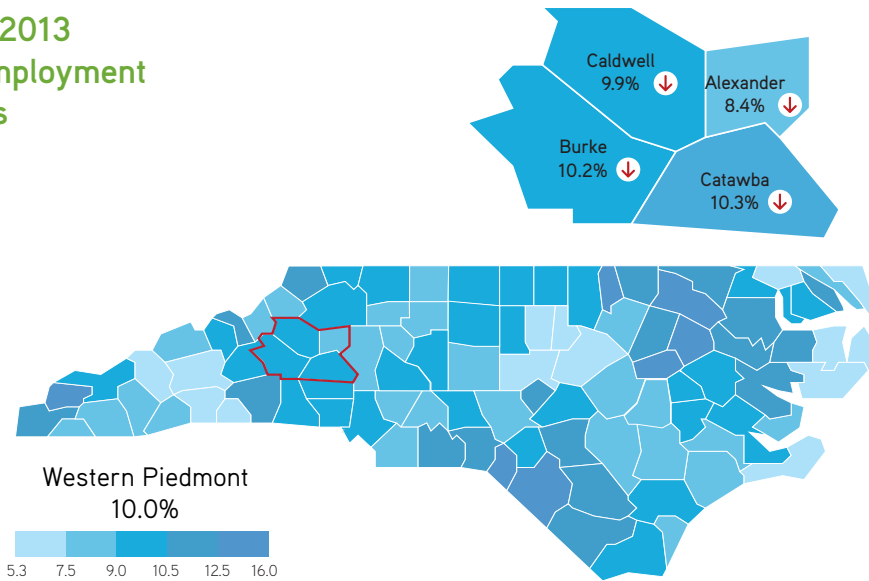 2013
Caldwell
9.9%
Alexander
8.4%
Burke
10.2%
Catawba
10.3%
Western Piedmont
10.0%
5.3 7.5 9.0 10.5 12.5 16.0